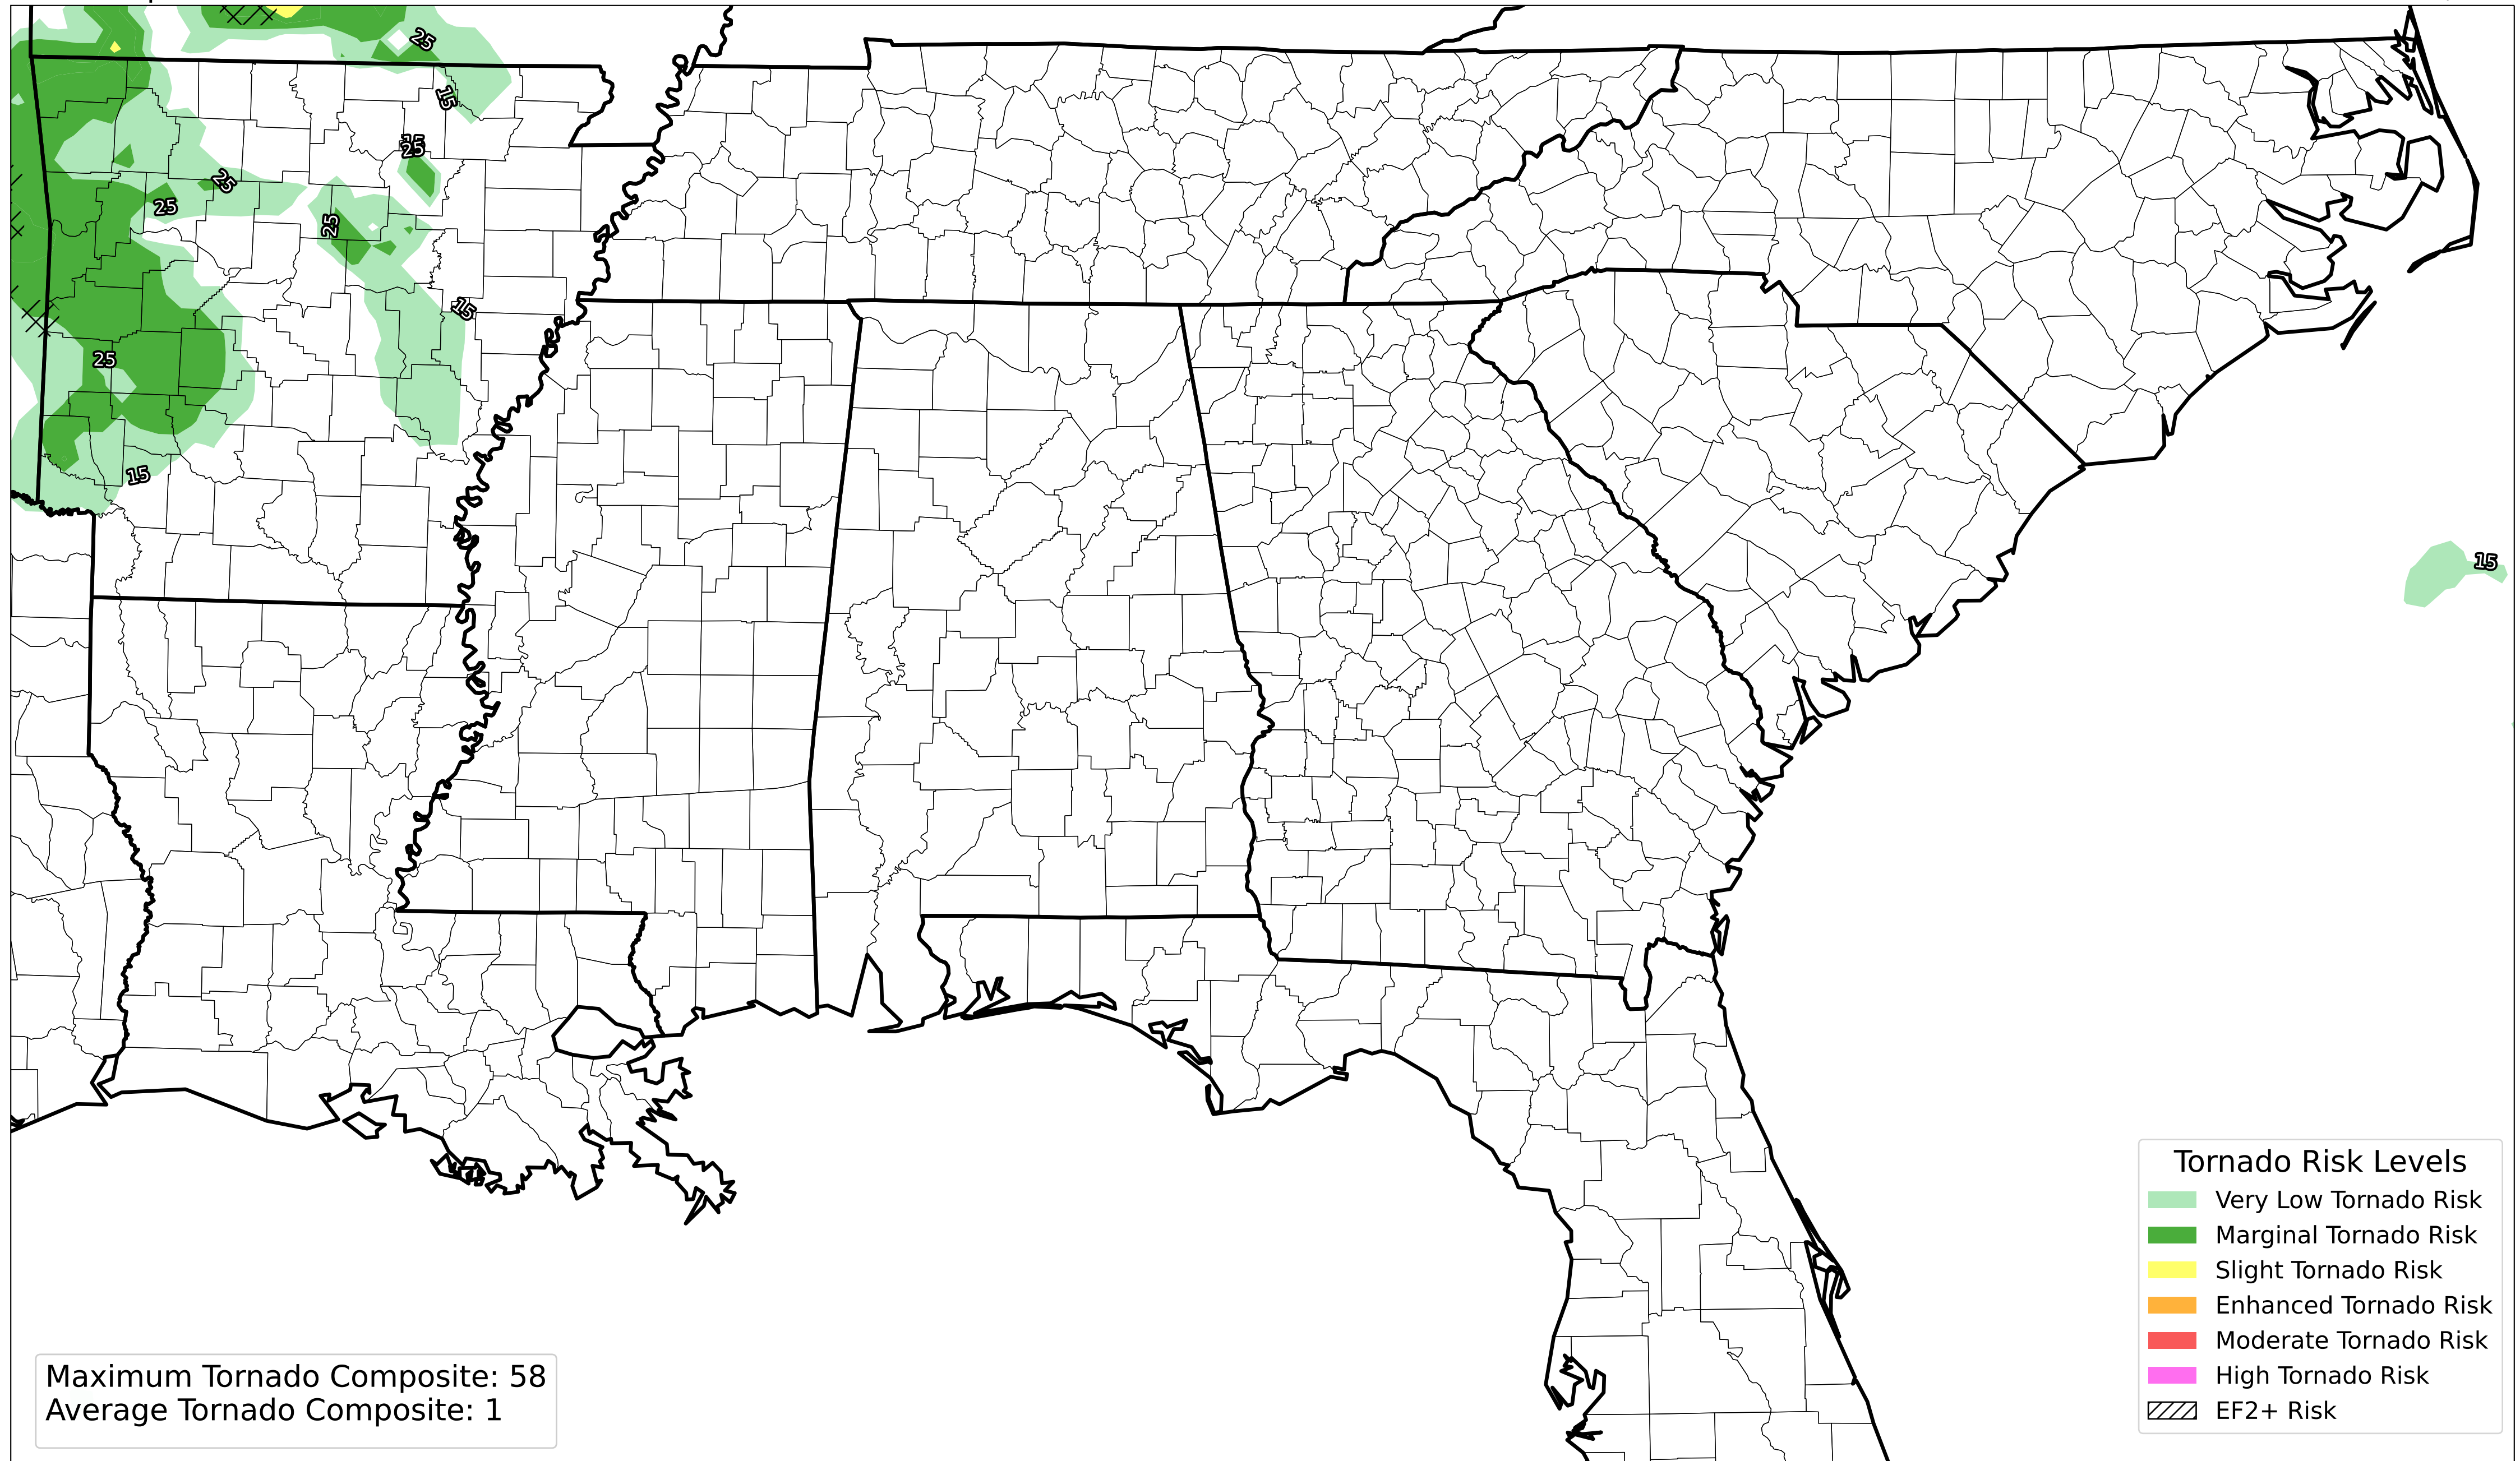 25
15
15
25
25
25
25
15
25
15
15
Tornado Risk Levels
Very Low Tornado Risk
Marginal Tornado Risk
Slight Tornado Risk
Enhanced Tornado Risk
Moderate Tornado Risk
High Tornado Risk
EF2+ Risk
Maximum Tornado Composite: 58
Average Tornado Composite: 1